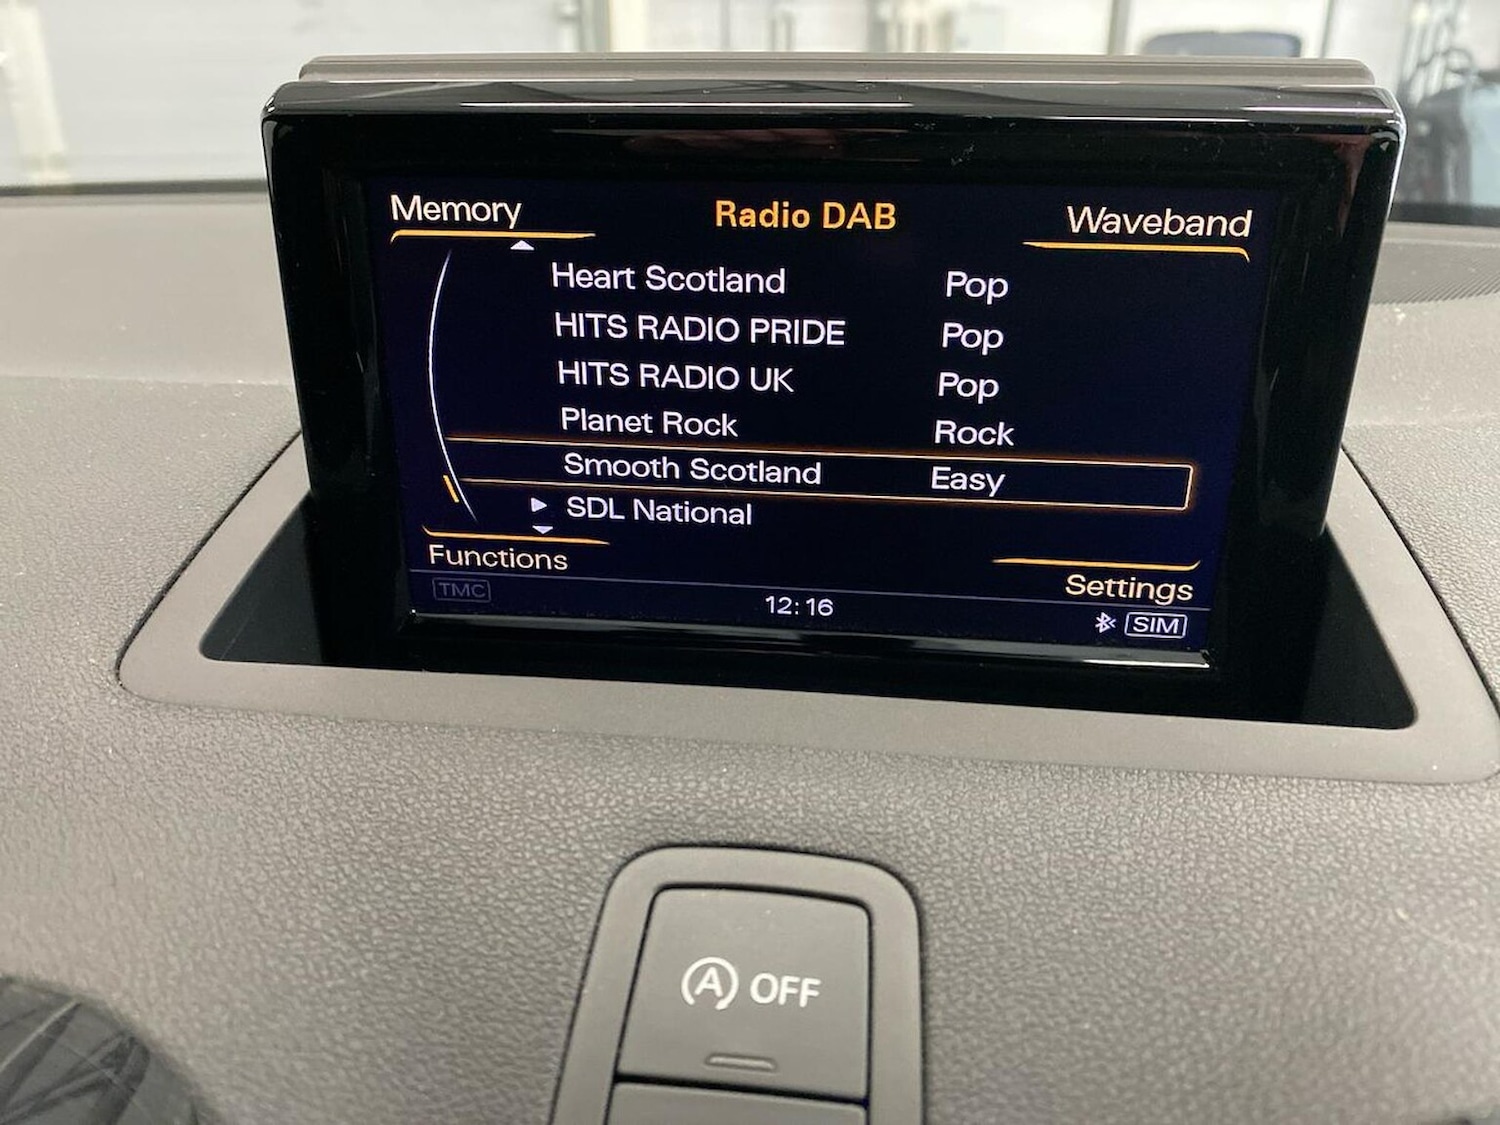 Memory Radio DAB Waveband
Heart Scotland Pop
HITS RADIO PRIDE Pop
HITS RADIO UK Pop
Planet Rock Rock
Smooth Scotland Easy
SDL National
Functions Settings
TMC 12:16 SIM
A OFF